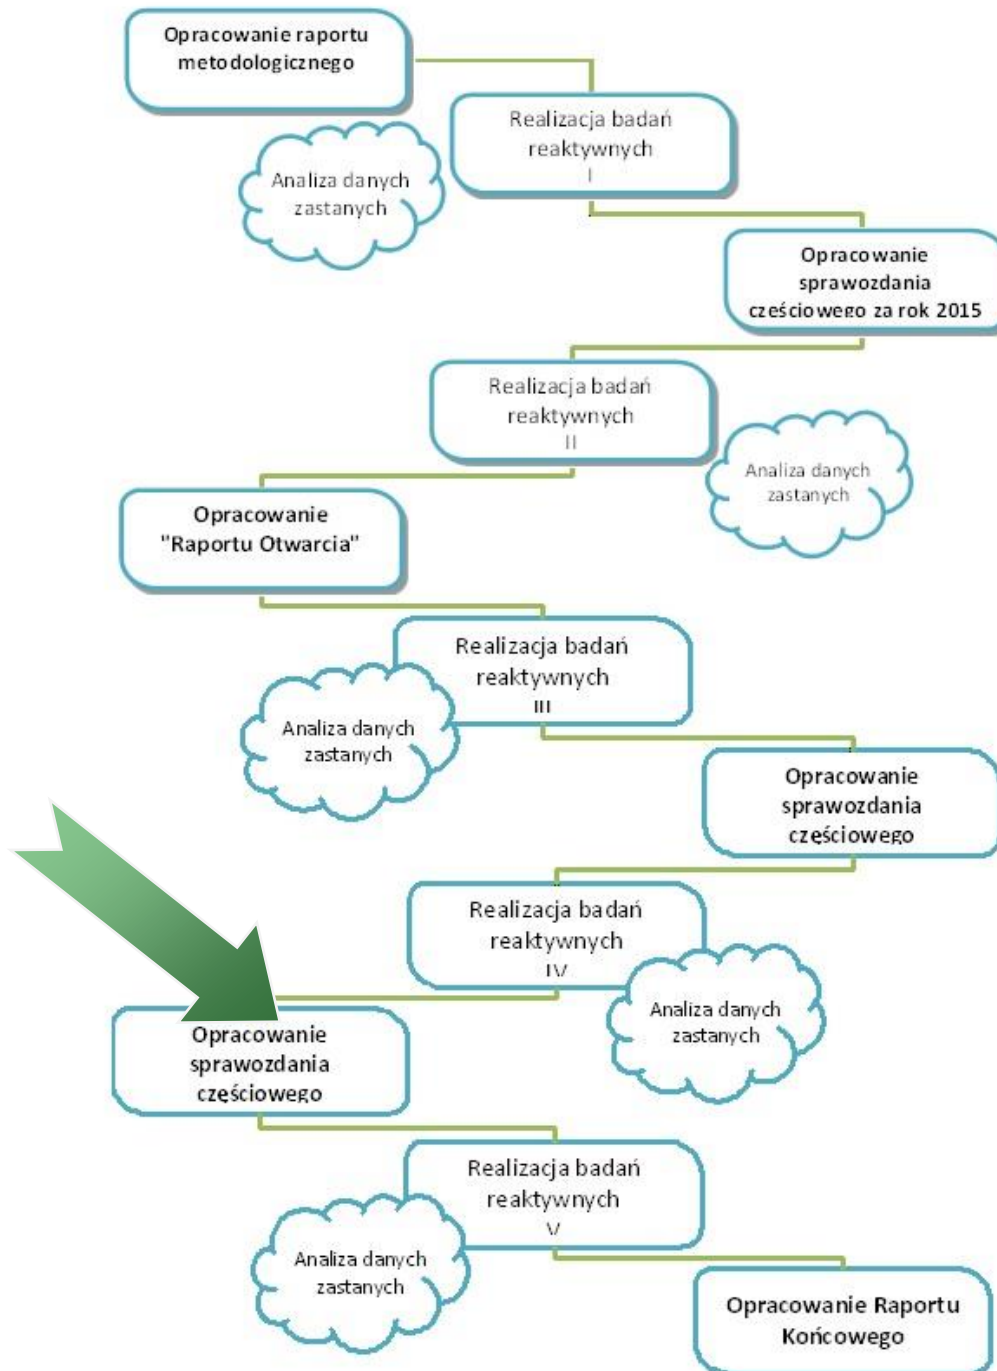 Opracowanie raportu
metodologicznego
Realizacja badań
reaktywnych
I
Analiza danych
zastanych
Opracowanie
sprawozdania
częściowego za rok 2015
Realizacja badań
reaktywnych
II
Analiza danych
zastanych
Opracowanie
"Raportu Otwarcia"
Realizacja badań
reaktywnych
III
Analiza danych
zastanych
Opracowanie
sprawozdania
częściowego
Realizacja badań
reaktywnych
IV
Analiza danych
zastanych
Opracowanie
sprawozdania
częściowego
Realizacja badań
reaktywnych
V
Analiza danych
zastanych
Opracowanie Raportu
Końcowego